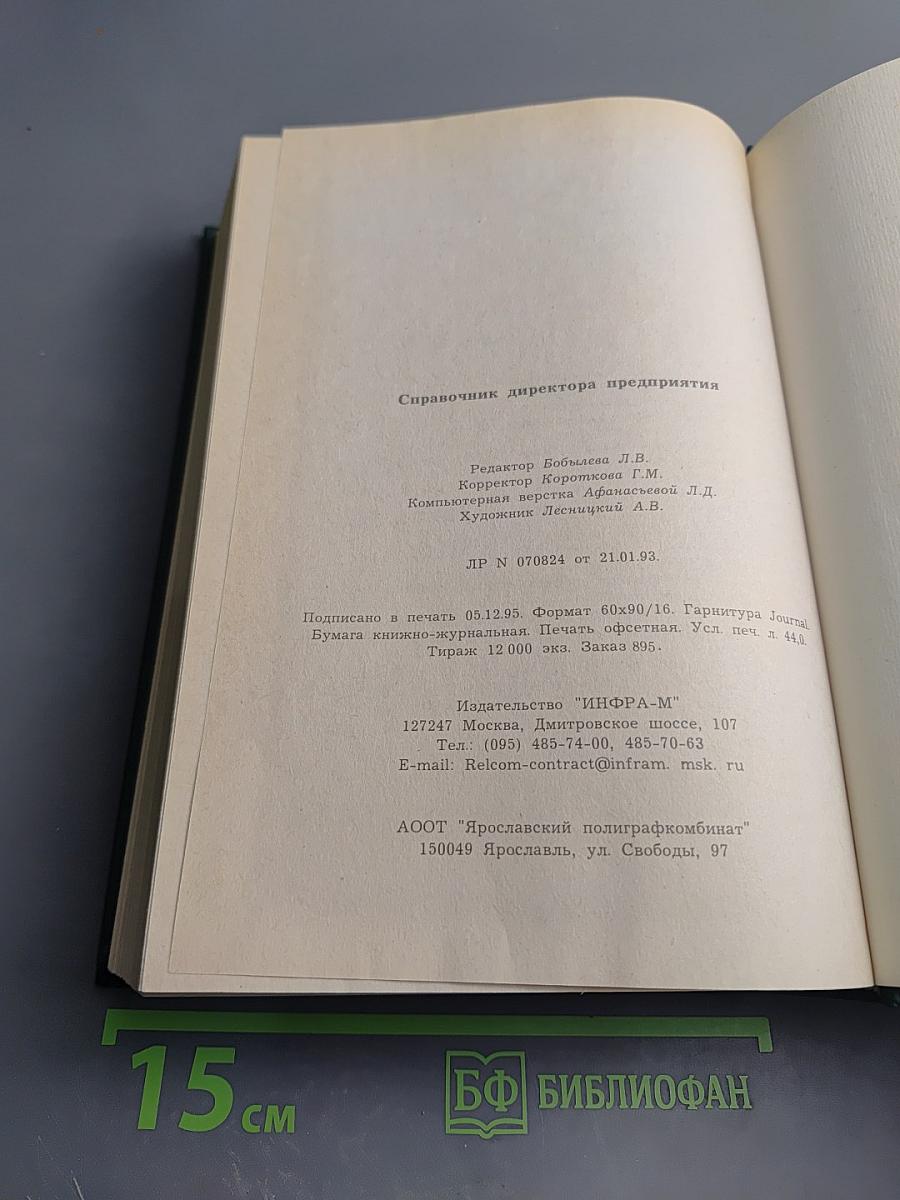 Справочник директора предприятия
Редактор Бобылева Л.В.
Корректор Короткова Г.М.
Компьютерная верстка Афанасьевой Л.Д.
Художник Лесницкий А.В.
ЛР N 070824 от 21.01.93.
Подписано в печать 05.12.95. Формат 60x90/16. Гарнитура Journal.
Бумага книжно-журнальная. Печать офсетная. Усл. печ. л. 44,0.
Тираж 12 000 экз. Заказ 895.
Издательство "ИНФРА-М"
127247 Москва, Дмитровское шоссе, 107
Тел.: (095) 485-74-00, 485-70-63
E-mail: Relcom-contract@infram. msk. ru
АООТ "Ярославский полиграфкомбинат"
150049 Ярославль, ул. Свободы, 97
15 см
БФ БИБЛИОФАН